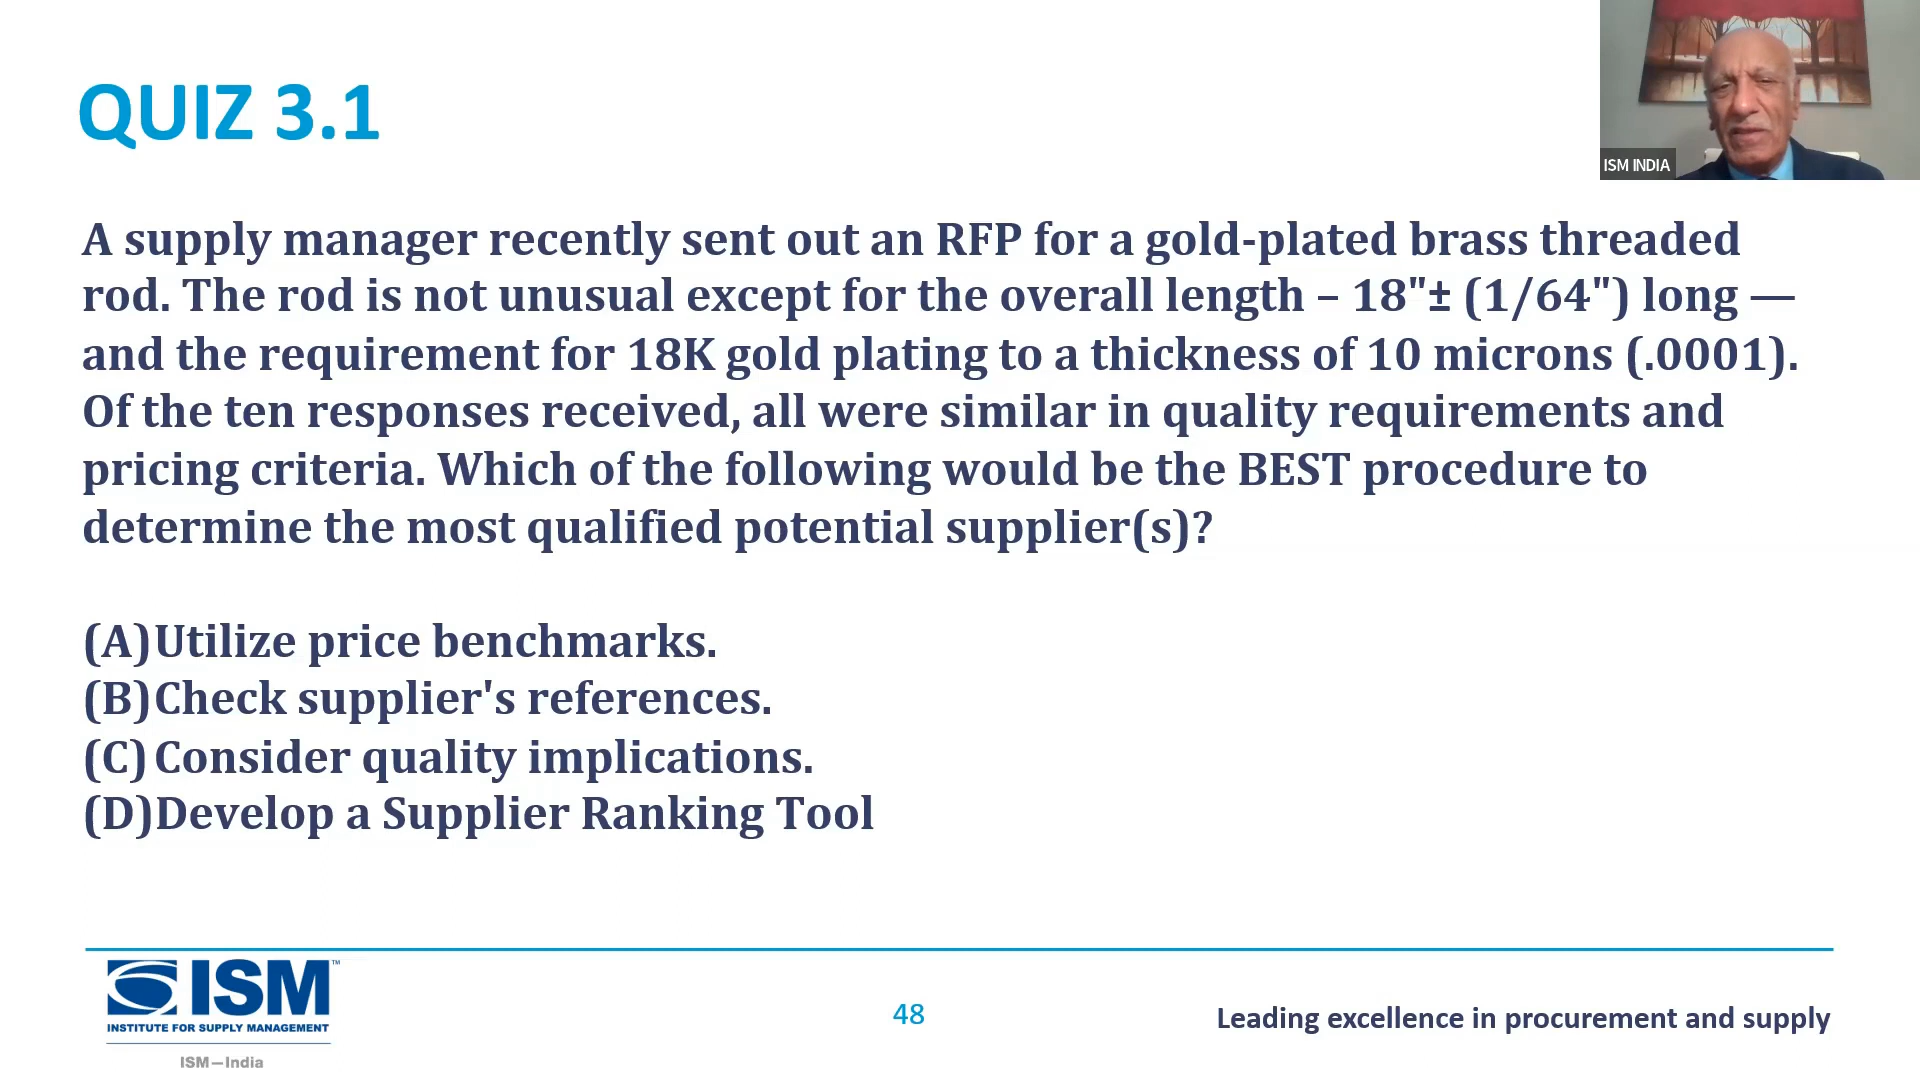 QUIZ 3.1
ISM INDIA
A supply manager recently sent out an RFP for a gold-plated brass threaded
rod. The rod is not unusual except for the overall length – 18"± (1/64") long —
and the requirement for 18K gold plating to a thickness of 10 microns (.0001).
Of the ten responses received, all were similar in quality requirements and
pricing criteria. Which of the following would be the BEST procedure to
determine the most qualified potential supplier(s)?
(A)Utilize price benchmarks.
(B)Check supplier's references.
(C)Consider quality implications.
(D)Develop a Supplier Ranking Tool
ISM™
INSTITUTE FOR SUPPLY MANAGEMENT
ISM—India
48
Leading excellence in procurement and supply